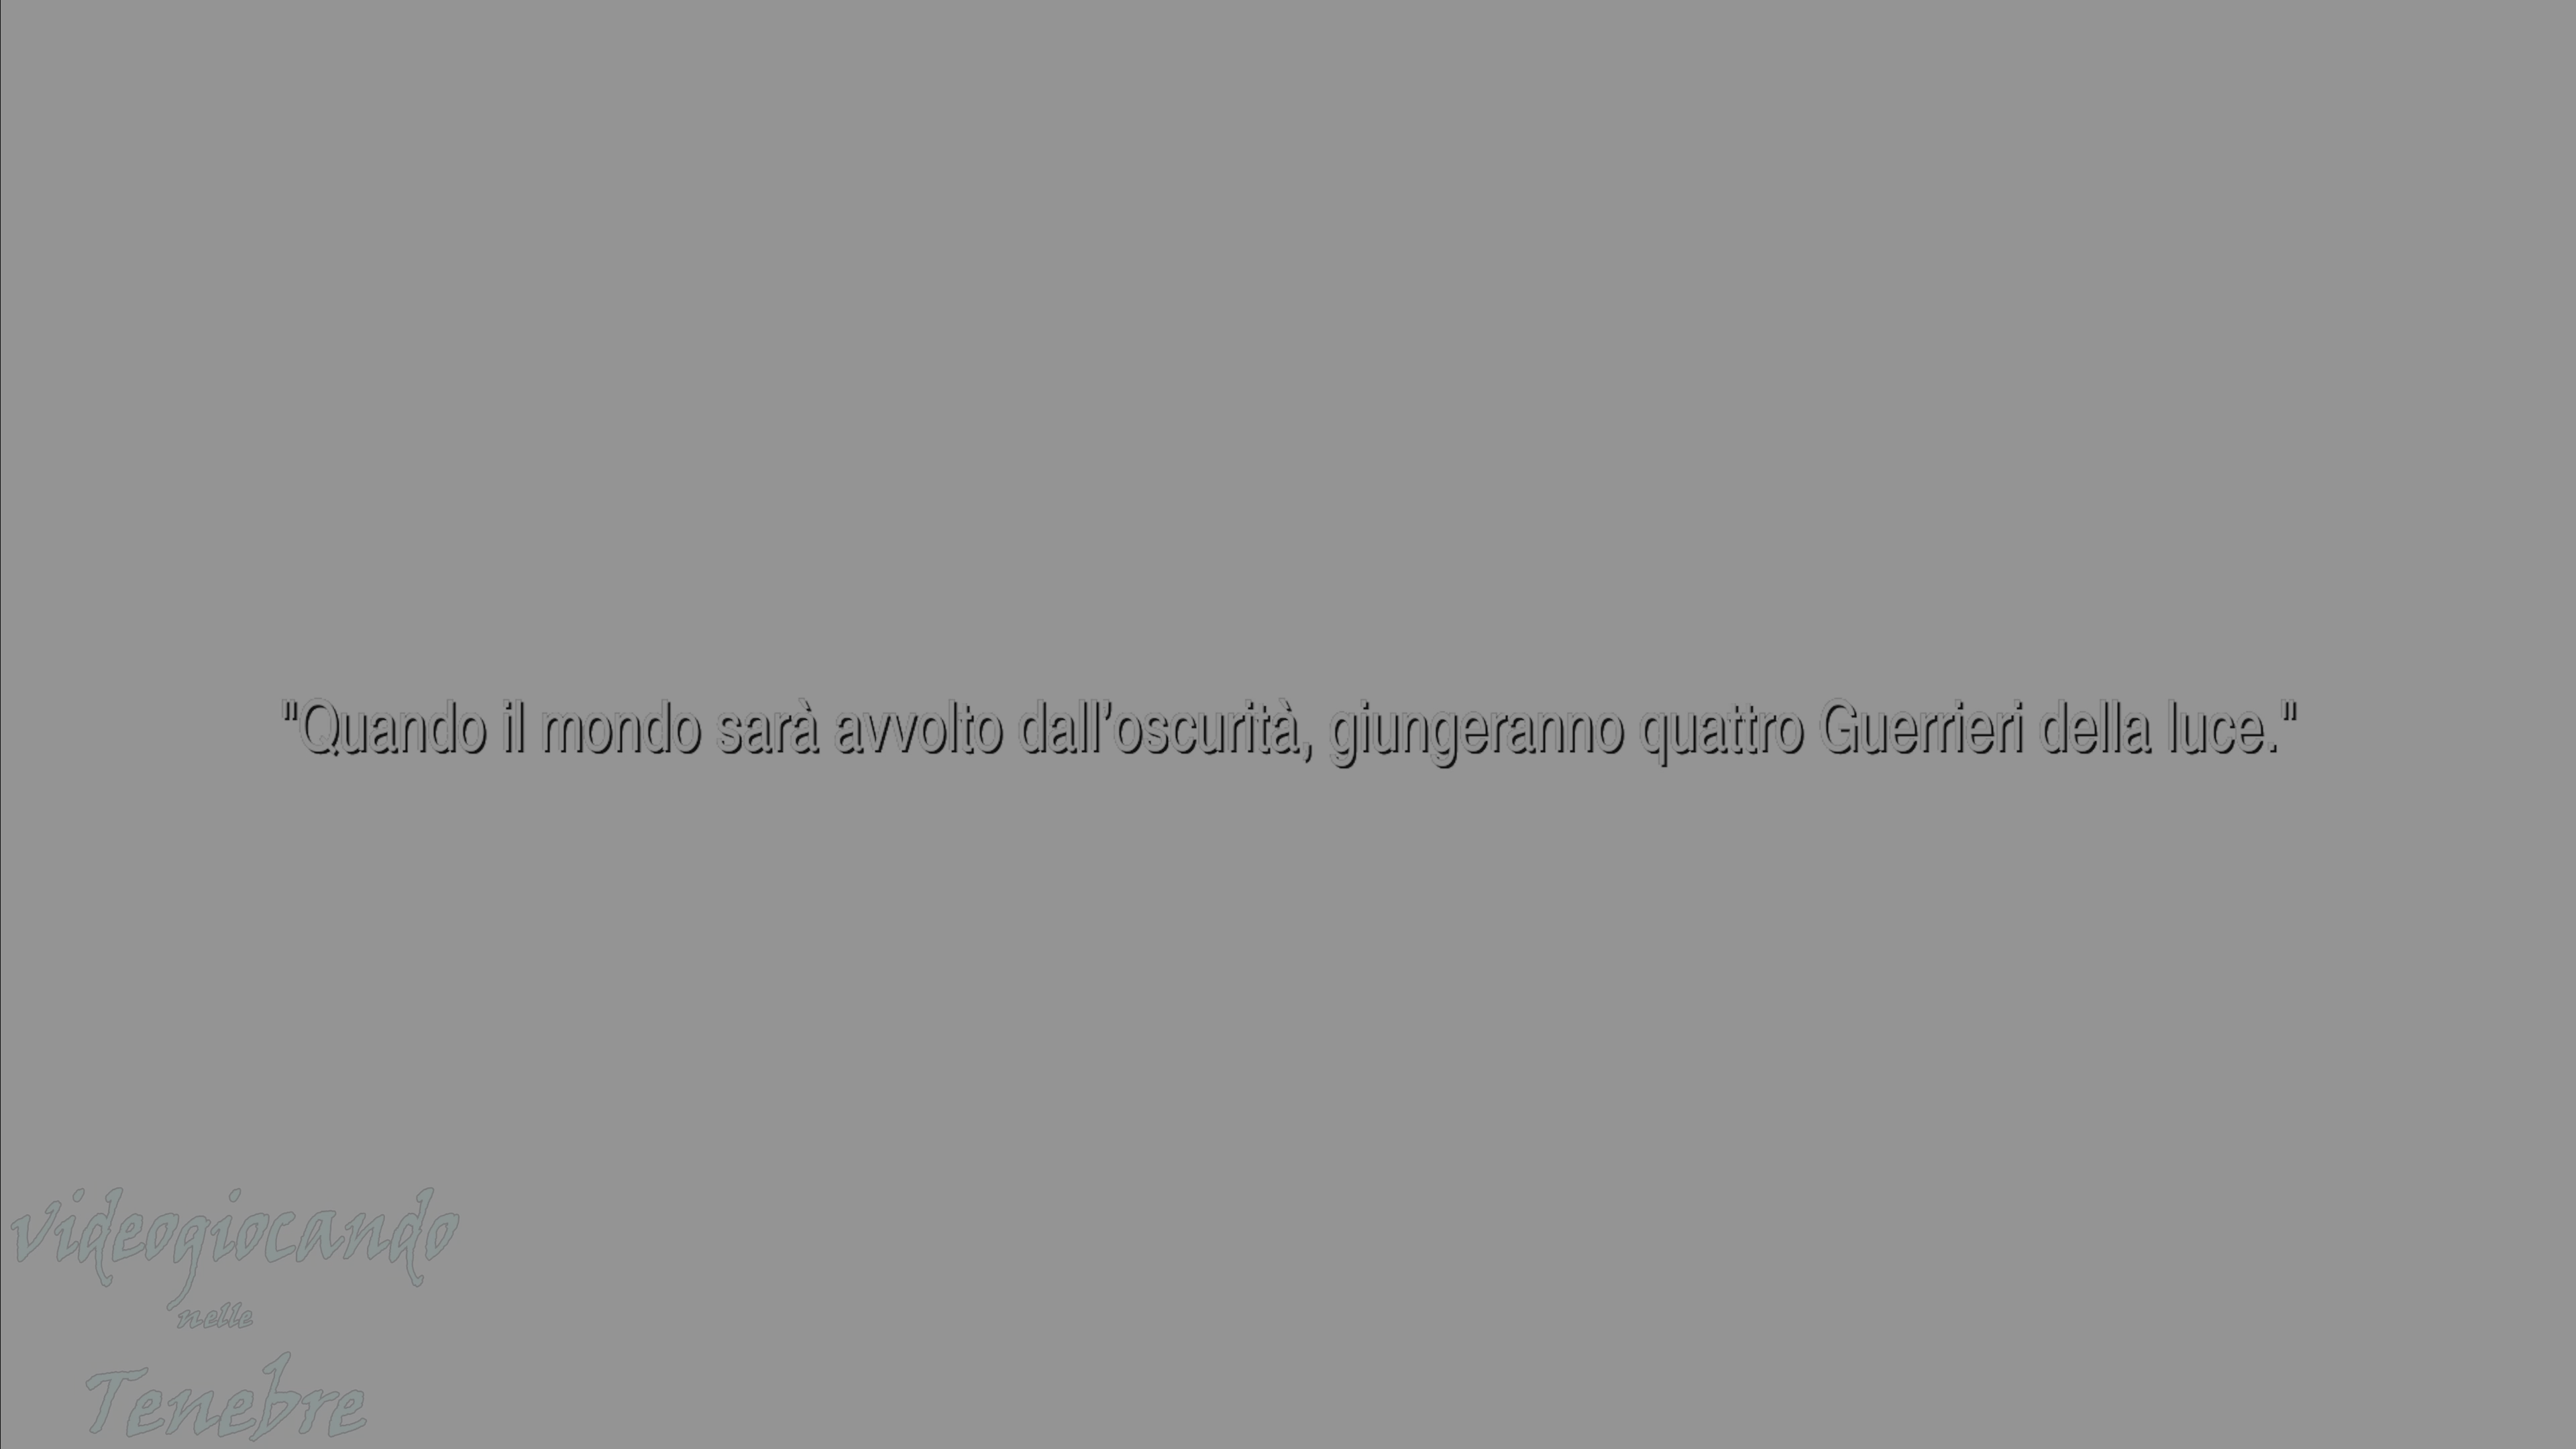 "Quando il mondo sarà avvolto dall'oscurità, giungeranno quattro Guerrieri della luce."
videogiocando
nelle
Tenebre